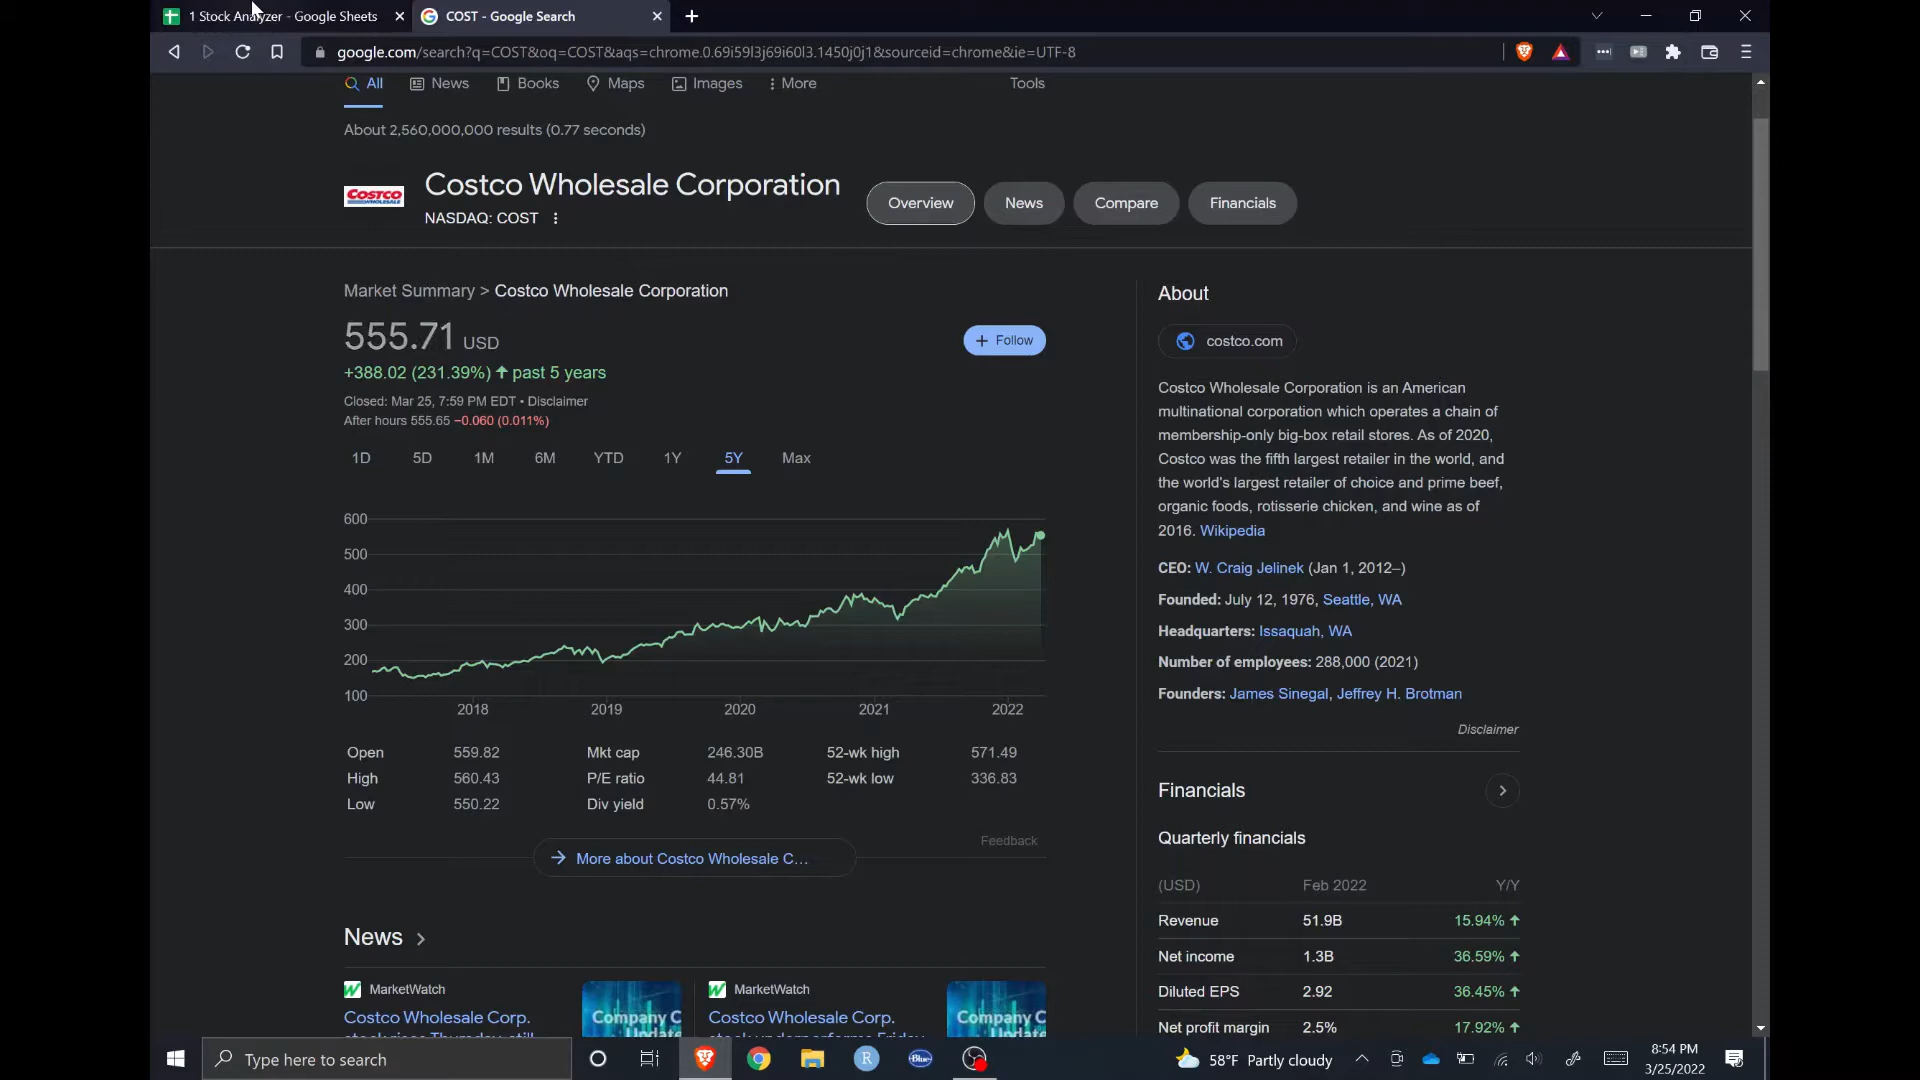 1 Stock Analyzer - Google Sheets
COST - Google Search
google.com/search?q=COST&oq=COST&aqs=chrome.0.69i59l3j69i60l3.1450j0j1&sourceid=chrome&ie=UTF-8
All News Books Maps Images More Tools
About 2,560,000,000 results (0.77 seconds)
COSTCO WHOLESALE
Costco Wholesale Corporation
NASDAQ: COST
Overview News Compare Financials
Market Summary > Costco Wholesale Corporation
555.71 USD
+ Follow
+388.02 (231.39%) past 5 years
Closed: Mar 25, 7:59 PM EDT • Disclaimer
After hours 555.65 −0.060 (0.011%)
1D 5D 1M 6M YTD 1Y 5Y Max
600
500
400
300
200
100
2018 2019 2020 2021 2022
Open 559.82 Mkt cap 246.30B 52-wk high 571.49
High 560.43 P/E ratio 44.81 52-wk low 336.83
Low 550.22 Div yield 0.57%
Feedback
More about Costco Wholesale C...
News >
MarketWatch
Costco Wholesale Corp.
stock rises Thursday, still
Company C
Update
MarketWatch
Costco Wholesale Corp.
stock underperforms Friday
Company C
Update
About
costco.com
Costco Wholesale Corporation is an American
multinational corporation which operates a chain of
membership-only big-box retail stores. As of 2020,
Costco was the fifth largest retailer in the world, and
the world's largest retailer of choice and prime beef,
organic foods, rotisserie chicken, and wine as of
2016. Wikipedia
CEO: W. Craig Jelinek (Jan 1, 2012–)
Founded: July 12, 1976, Seattle, WA
Headquarters: Issaquah, WA
Number of employees: 288,000 (2021)
Founders: James Sinegal, Jeffrey H. Brotman
Disclaimer
Financials
Quarterly financials
(USD) Feb 2022 Y/Y
Revenue 51.9B 15.94%
Net income 1.3B 36.59%
Diluted EPS 2.92 36.45%
Net profit margin 2.5% 17.92%
Type here to search
R
Blue
58°F Partly cloudy
8:54 PM
3/25/2022